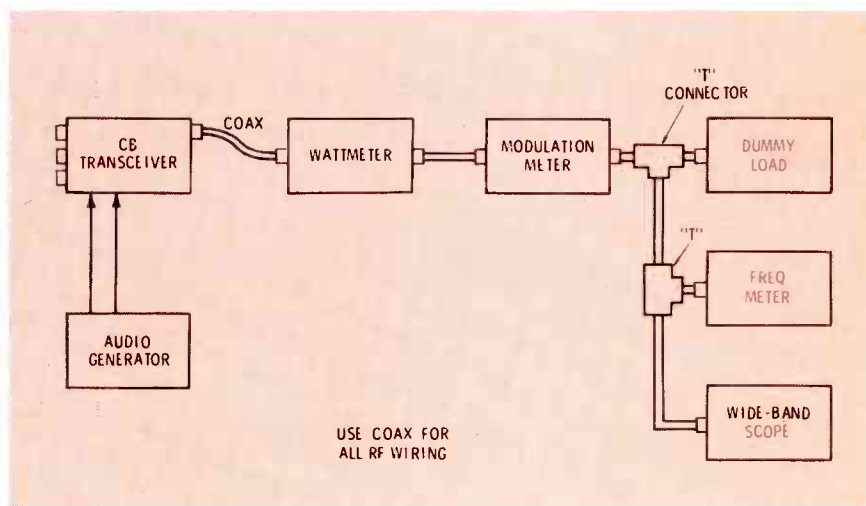 "T"
CONNECTOR
CB
TRANSCEIVER
COAX
WATTMETER
MODULATION
METER
DUMMY
LOAD
"T"
FREQ
METER
AUDIO
GENERATOR
WIDE-BAND
SCOPE
USE COAX FOR
ALL RF WIRING